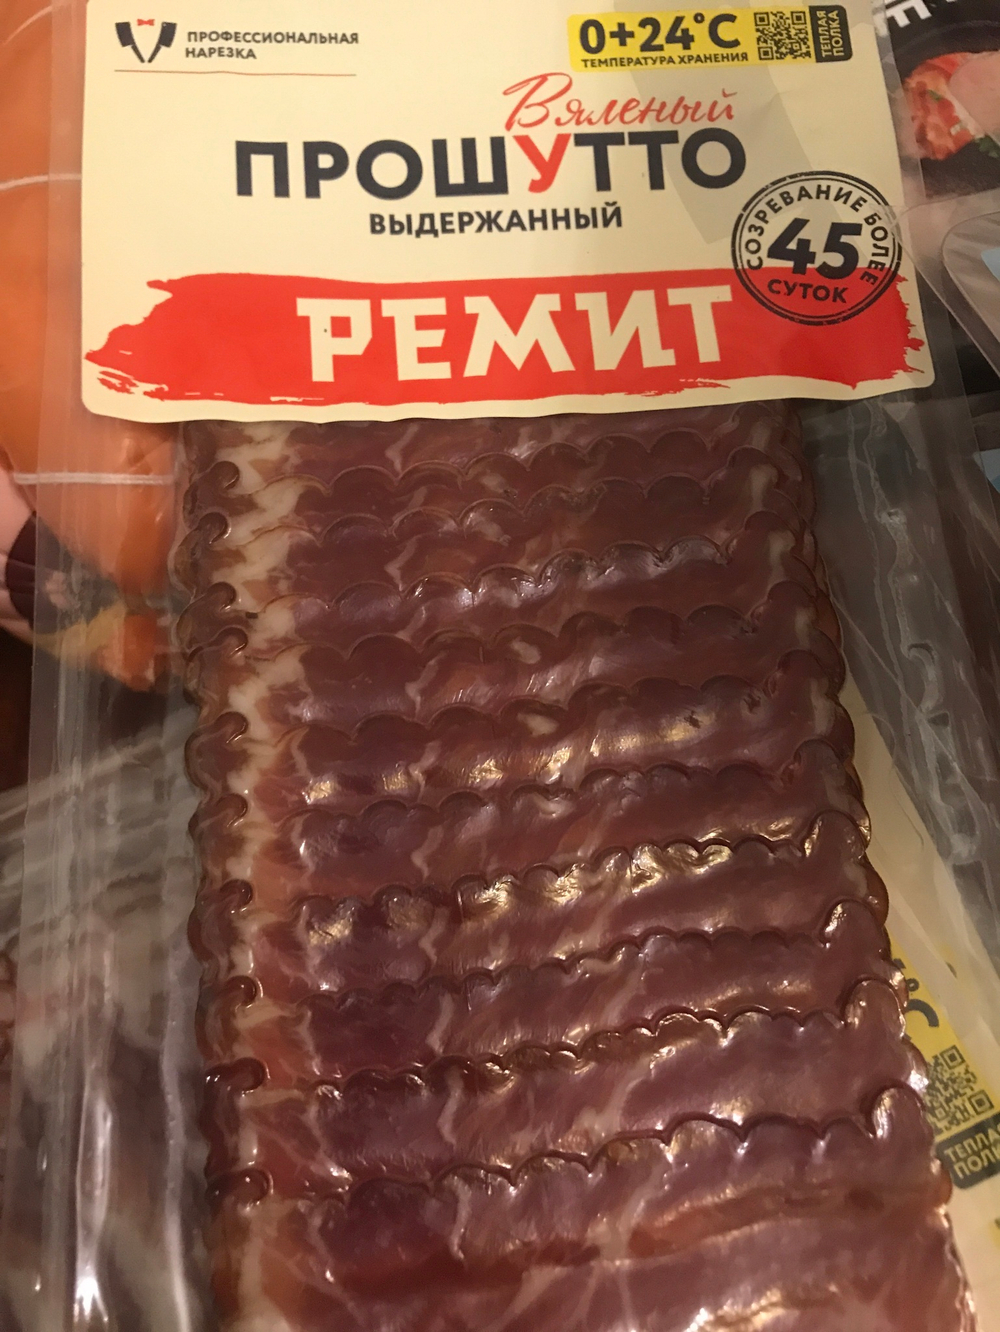 ПРОФЕССИОНАЛЬНАЯ
НАРЕЗКА
0+24°C
ТЕМПЕРАТУРА ХРАНЕНИЯ
ТЕПЛАЯ
ПОЛКА
Вяленый
ПРОШУТТО
ВЫДЕРЖАННЫЙ
СОЗРЕВАНИЕ БОЛЕЕ
45
СУТОК
РЕМИТ
°C